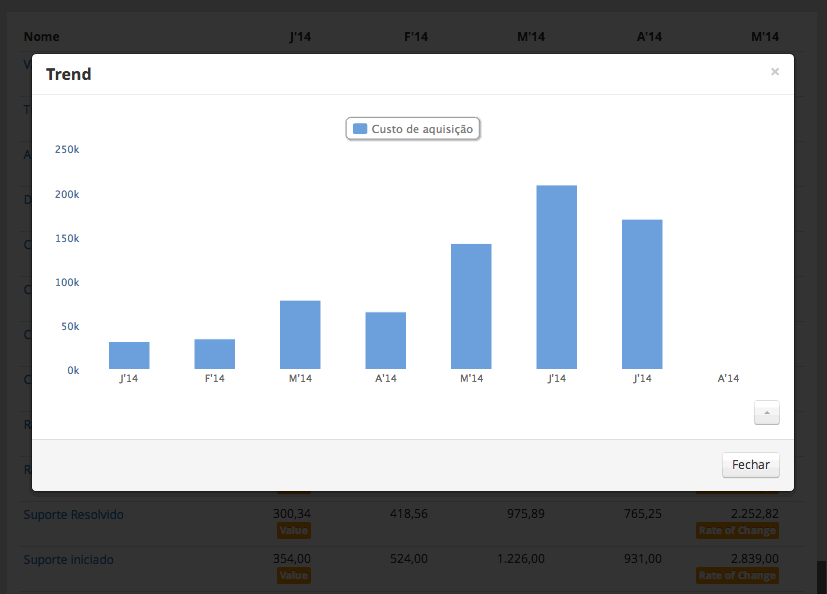 Nome J'14 F'14 M'14 A'14 M'14
Trend ×
Custo de aquisição
250k
200k
150k
100k
50k
0k
J'14 F'14 M'14 A'14 M'14 J'14 J'14 A'14
Fechar
Suporte Resolvido 300,34 418,56 975,89 765,25 2.252,82
Value Rate of Change
Suporte iniciado 354,00 524,00 1.226,00 931,00 2.839,00
Value Rate of Change